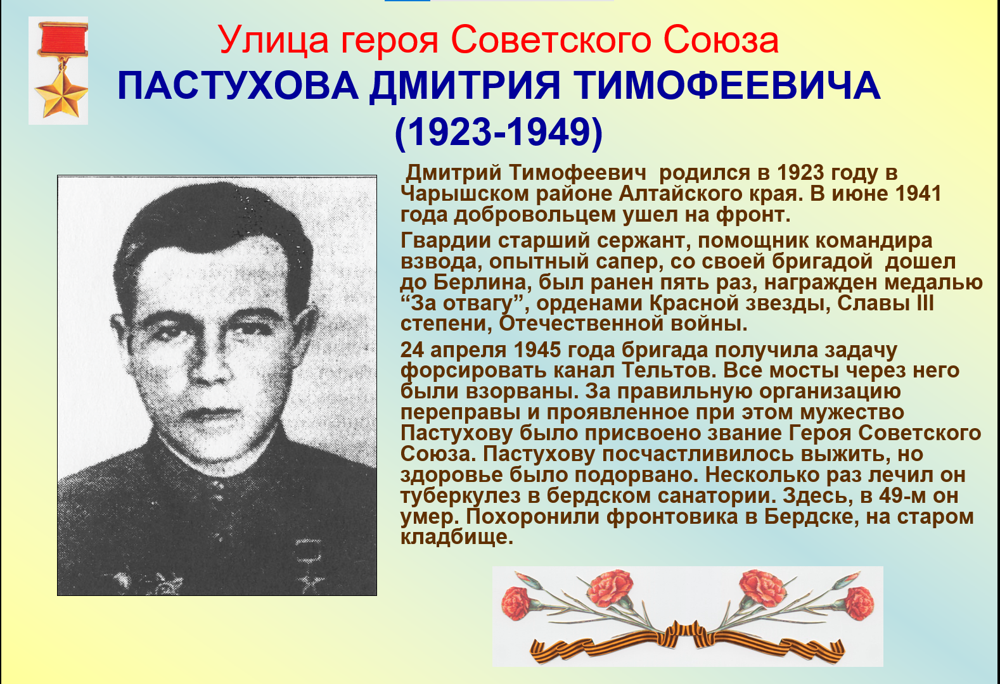 Улица героя Советского Союза
ПАСТУХОВА ДМИТРИЯ ТИМОФЕЕВИЧА
(1923-1949)
Дмитрий Тимофеевич  родился в 1923 году в
Чарышском районе Алтайского края. В июне 1941
года добровольцем ушел на фронт.
Гвардии старший сержант, помощник командира
взвода, опытный сапер, со своей бригадой  дошел
до Берлина, был ранен пять раз, награжден медалью
“За отвагу”, орденами Красной звезды, Славы III
степени, Отечественной войны.
24 апреля 1945 года бригада получила задачу
форсировать канал Тельтов. Все мосты через него
были взорваны. За правильную организацию
переправы и проявленное при этом мужество
Пастухову было присвоено звание Героя Советского
Союза. Пастухову посчастливилось выжить, но
здоровье было подорвано. Несколько раз лечил он
туберкулез в бердском санатории. Здесь, в 49-м он
умер. Похоронили фронтовика в Бердске, на старом
кладбище.